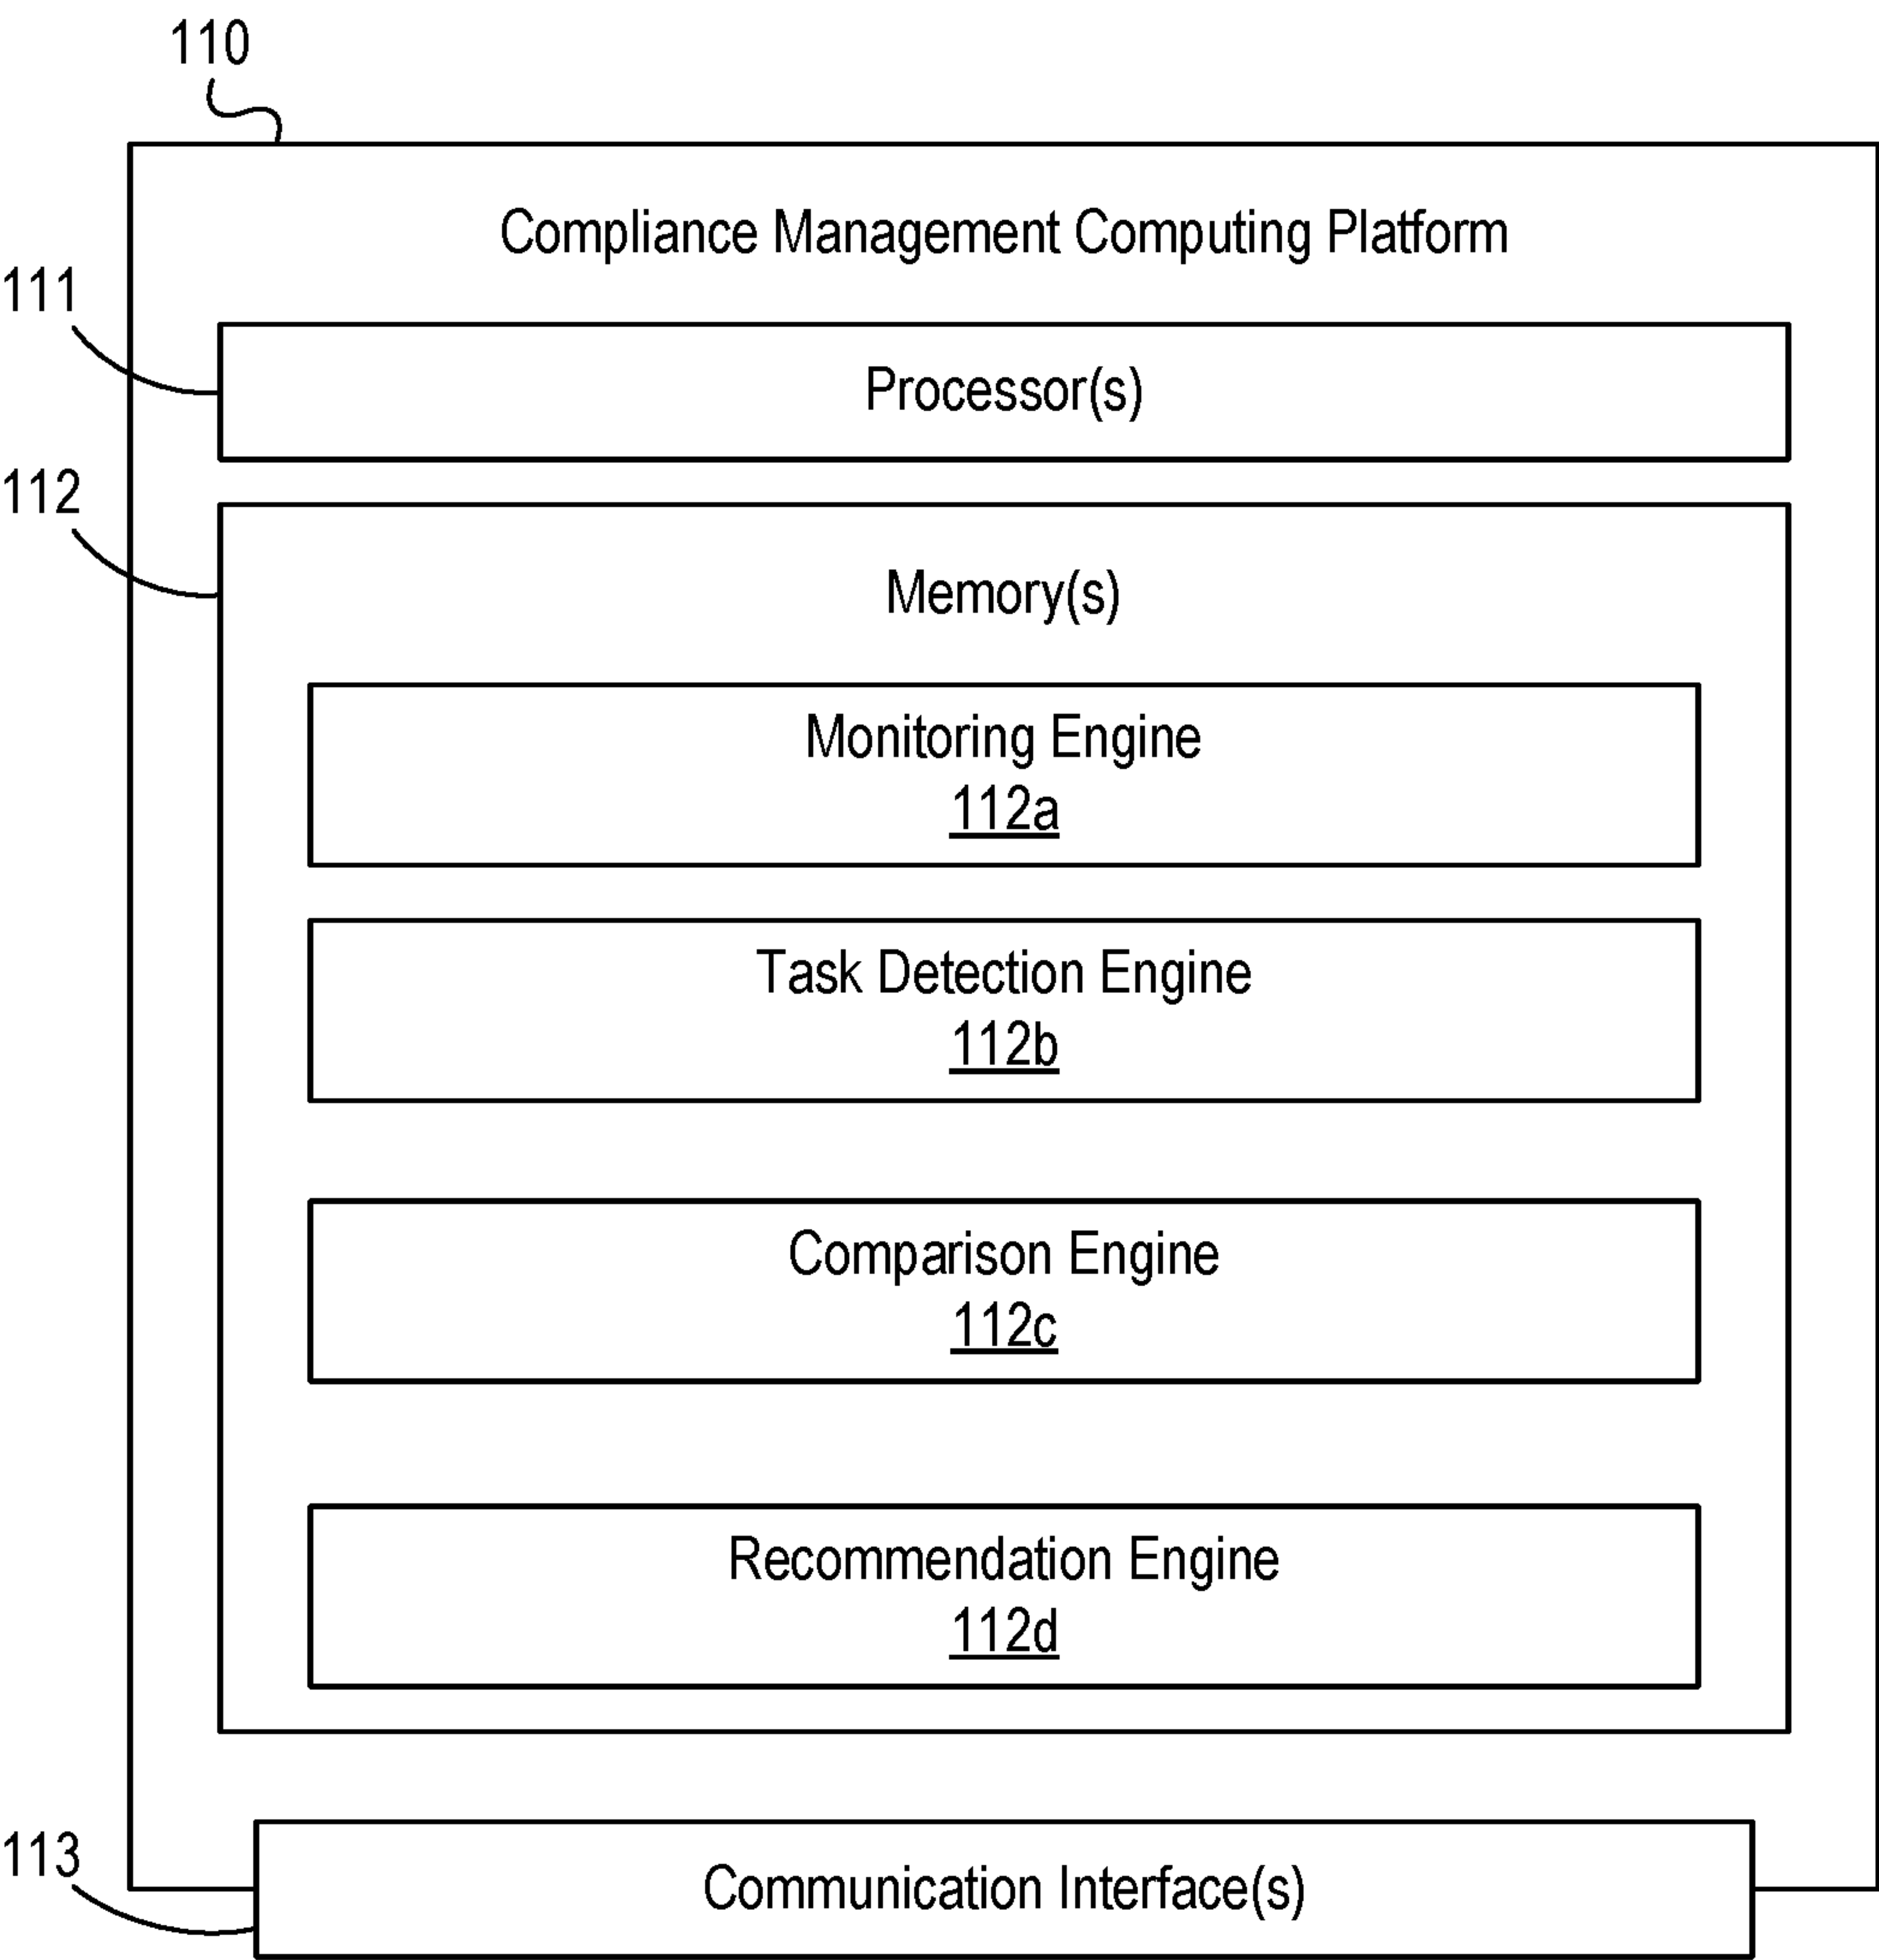 110
Compliance Management Computing Platform
111
Processor(s)
112
Memory(s)
Monitoring Engine
112a
Task Detection Engine
112b
Comparison Engine
112c
Recommendation Engine
112d
113
Communication Interface(s)